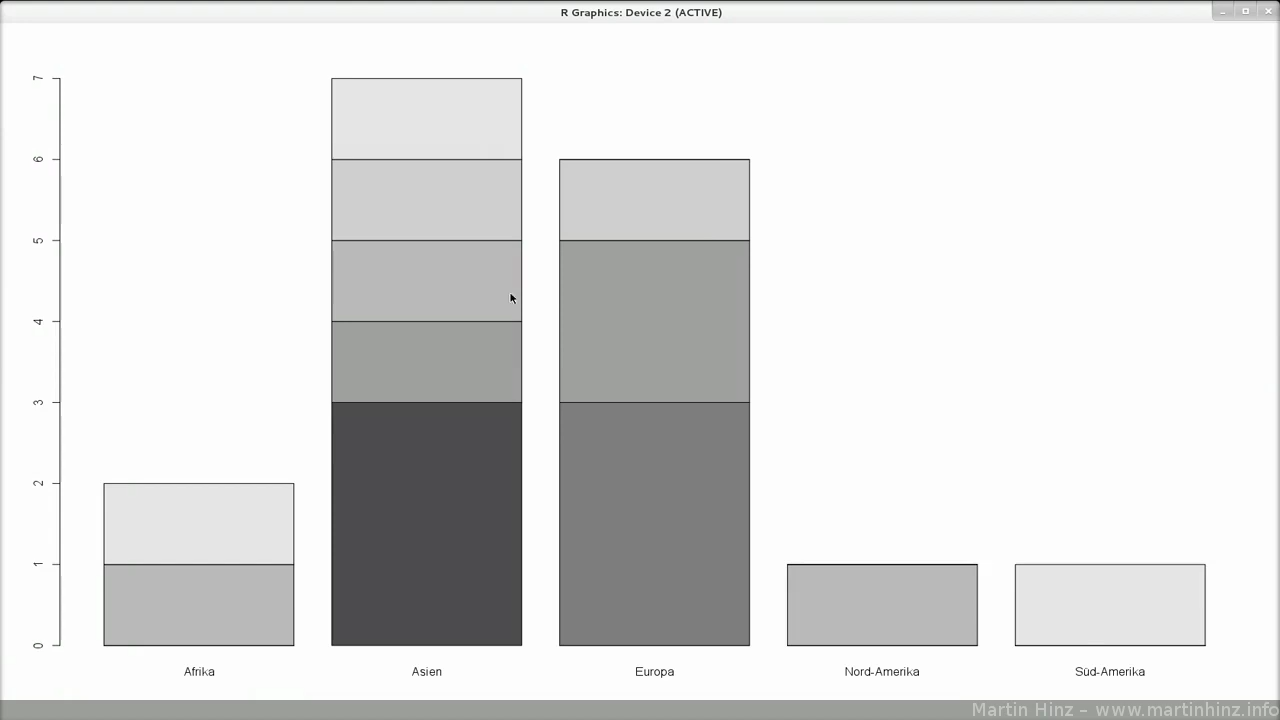 R Graphics: Device 2 (ACTIVE)
7
6
5
4
3
2
1
0
Afrika Asien Europa Nord-Amerika Süd-Amerika
Martin Hinz - www.martinhinz.info